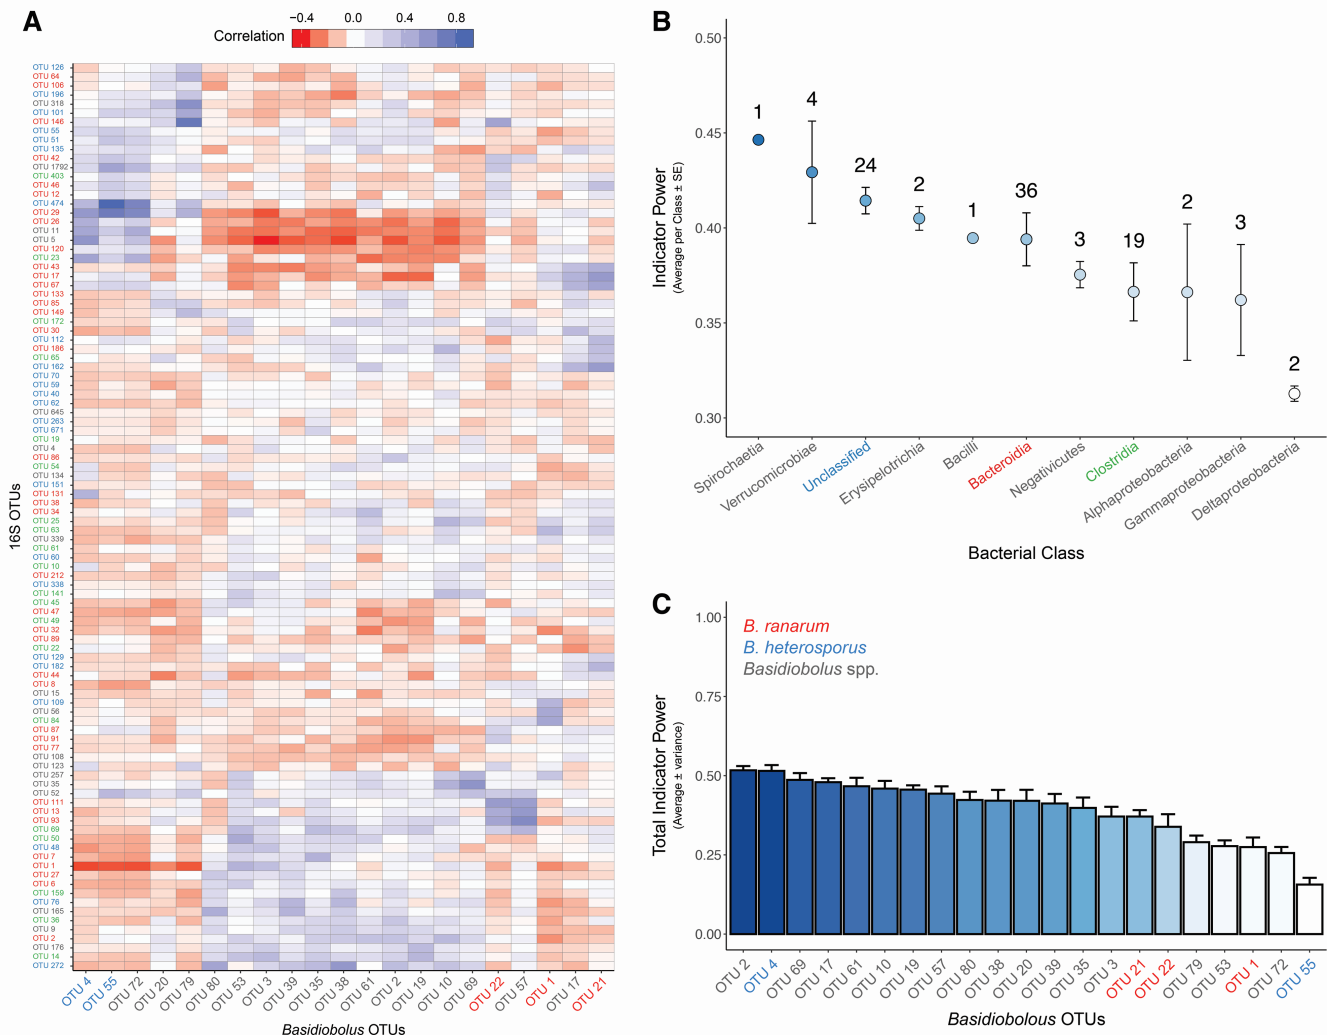 A
−0.4 0.0 0.4 0.8
Correlation
16S OTUs
OTU 126
OTU 64
OTU 106
OTU 196
OTU 318
OTU 101
OTU 146
OTU 55
OTU 51
OTU 135
OTU 42
OTU 1792
OTU 403
OTU 46
OTU 12
OTU 474
OTU 29
OTU 26
OTU 11
OTU 5
OTU 120
OTU 23
OTU 43
OTU 17
OTU 67
OTU 133
OTU 85
OTU 149
OTU 172
OTU 30
OTU 112
OTU 186
OTU 65
OTU 162
OTU 70
OTU 59
OTU 40
OTU 62
OTU 645
OTU 263
OTU 671
OTU 19
OTU 4
OTU 86
OTU 54
OTU 134
OTU 151
OTU 131
OTU 38
OTU 34
OTU 25
OTU 63
OTU 339
OTU 61
OTU 60
OTU 10
OTU 212
OTU 338
OTU 141
OTU 45
OTU 47
OTU 49
OTU 32
OTU 89
OTU 22
OTU 129
OTU 182
OTU 44
OTU 8
OTU 15
OTU 109
OTU 56
OTU 84
OTU 87
OTU 91
OTU 77
OTU 108
OTU 123
OTU 257
OTU 35
OTU 52
OTU 111
OTU 13
OTU 93
OTU 69
OTU 50
OTU 48
OTU 7
OTU 1
OTU 27
OTU 6
OTU 159
OTU 76
OTU 165
OTU 36
OTU 9
OTU 2
OTU 176
OTU 14
OTU 272
OTU 4 OTU 55 OTU 72 OTU 20 OTU 79 OTU 80 OTU 53 OTU 3 OTU 39 OTU 35 OTU 38 OTU 61 OTU 2 OTU 19 OTU 10 OTU 69 OTU 22 OTU 57 OTU 1 OTU 17 OTU 21
Basidiobolus OTUs
B
Indicator Power
(Average per Class ± SE)
0.50
0.45
0.40
0.35
0.30
1 4 24 2 1 36 3 19 2 3 2
Spirochaetia Verrucomicrobiae Unclassified Erysipelotrichia Bacilli Bacteroidia Negativicutes Clostridia Alphaproteobacteria Gammaproteobacteria Deltaproteobacteria
Bacterial Class
C
Total Indicator Power
(Average ± variance)
1.00
0.75
0.50
0.25
0.00
B. ranarum
B. heterosporus
Basidiobolus spp.
OTU 2 OTU 4 OTU 69 OTU 17 OTU 61 OTU 10 OTU 19 OTU 57 OTU 80 OTU 38 OTU 20 OTU 39 OTU 35 OTU 3 OTU 21 OTU 22 OTU 79 OTU 53 OTU 1 OTU 72 OTU 55
Basidiobolous OTUs